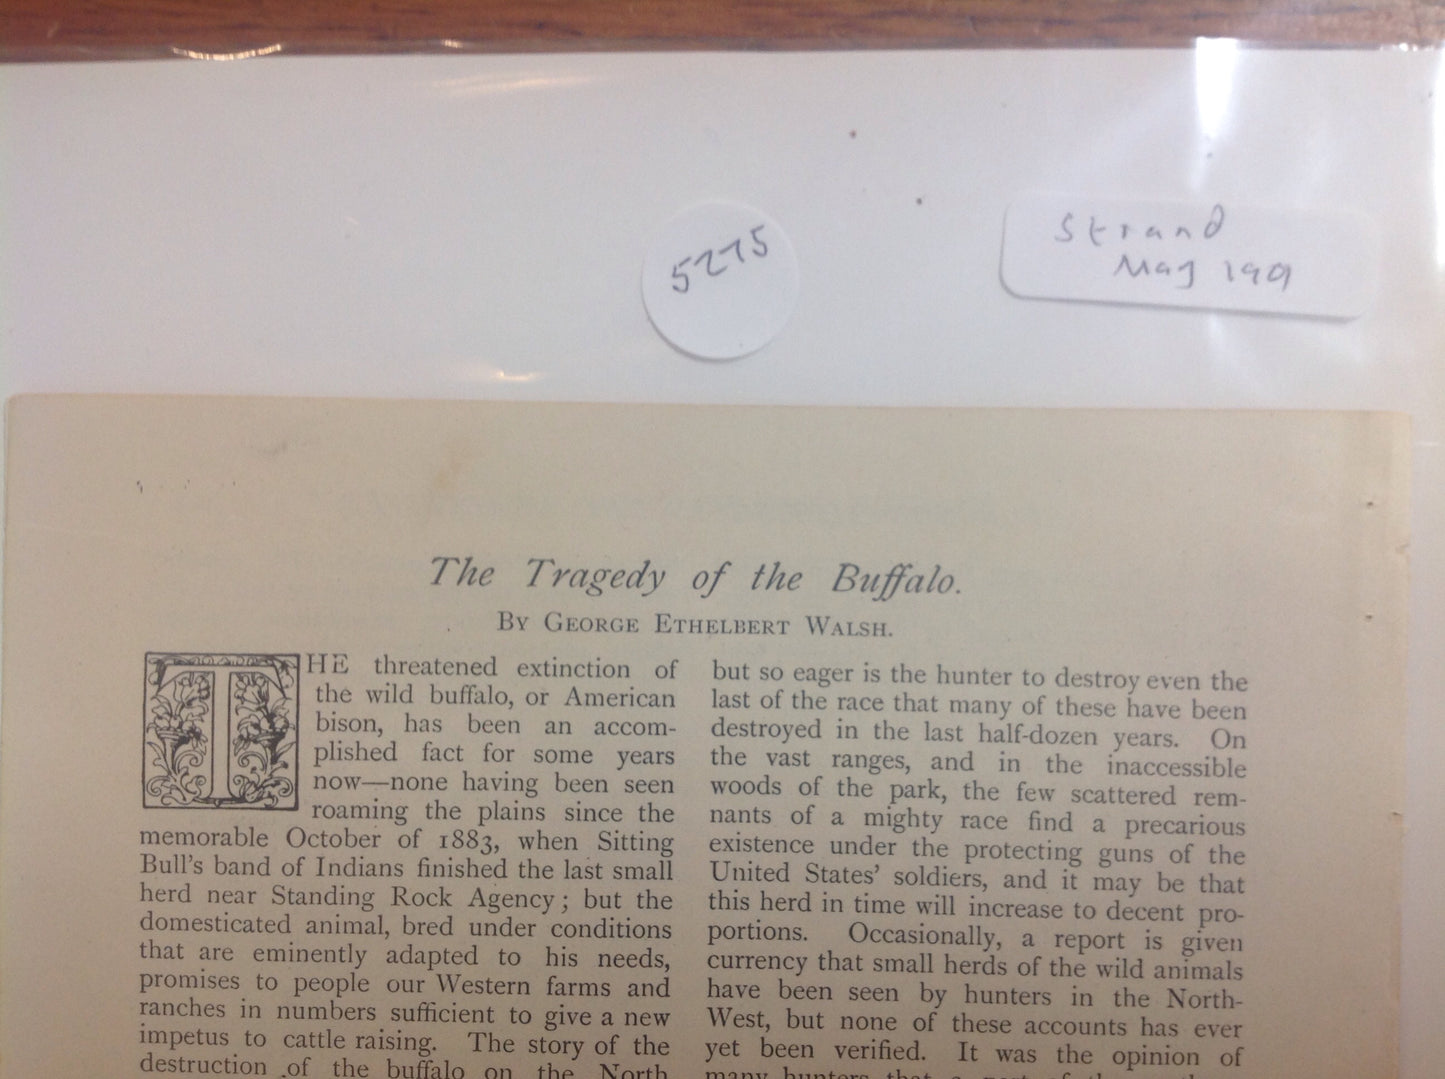 5275
Strand
Mag 1909
The Tragedy of the Buffalo.
BY GEORGE ETHELBERT WALSH.
THE threatened extinction of
the wild buffalo, or American
bison, has been an accom-
plished fact for some years
now—none having been seen
roaming the plains since the
memorable October of 1883, when Sitting
Bull's band of Indians finished the last small
herd near Standing Rock Agency; but the
domesticated animal, bred under conditions
that are eminently adapted to his needs,
promises to people our Western farms and
ranches in numbers sufficient to give a new
impetus to cattle raising. The story of the
destruction of the buffalo on the North
but so eager is the hunter to destroy even the
last of the race that many of these have been
destroyed in the last half-dozen years. On
the vast ranges, and in the inaccessible
woods of the park, the few scattered rem-
nants of a mighty race find a precarious
existence under the protecting guns of the
United States' soldiers, and it may be that
this herd in time will increase to decent pro-
portions. Occasionally, a report is given
currency that small herds of the wild animals
have been seen by hunters in the North-
West, but none of these accounts has ever
yet been verified. It was the opinion of
many hunters that a part of